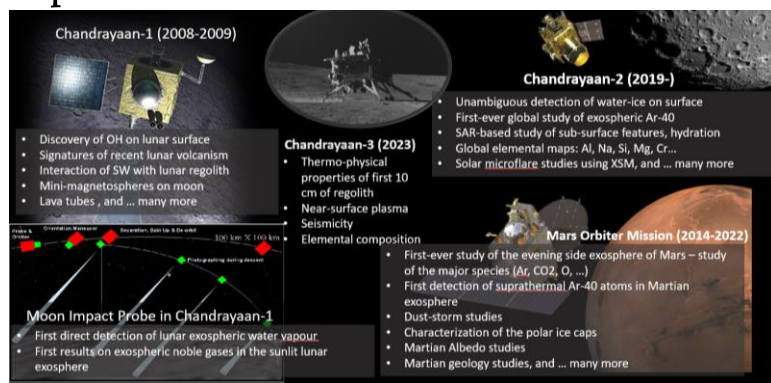 Chandrayaan-1 (2008-2009)
• Discovery of OH on lunar surface
• Signatures of recent lunar volcanism
• Interaction of SW with lunar regolith
• Mini-magnetospheres on moon
• Lava tubes , and … many more
Chandrayaan-3 (2023)
• Thermo-physical
properties of first 10
cm of regolith
• Near-surface plasma
• Seismicity
• Elemental composition
Chandrayaan-2 (2019-)
• Unambiguous detection of water-ice on surface
• First-ever global study of exospheric Ar-40
• SAR-based study of sub-surface features, hydration
• Global elemental maps: Al, Na, Si, Mg, Cr…
• Solar microflare studies using XSM, and … many more
Probe &
Orbiter
Orientation Maneuver
Separation, Spin Up & De orbit
100 km X 100 km
Photographing during descent
Moon Impact Probe in Chandrayaan-1
• First direct detection of lunar exospheric water vapour
• First results on exospheric noble gases in the sunlit lunar
exosphere
Mars Orbiter Mission (2014-2022)
• First-ever study of the evening side exosphere of Mars – study
of the major species (Ar, CO2, O, …)
• First detection of suprathermal Ar-40 atoms in Martian
exosphere
• Dust-storm studies
• Characterization of the polar ice caps
• Martian Albedo studies
• Martian geology studies, and … many more